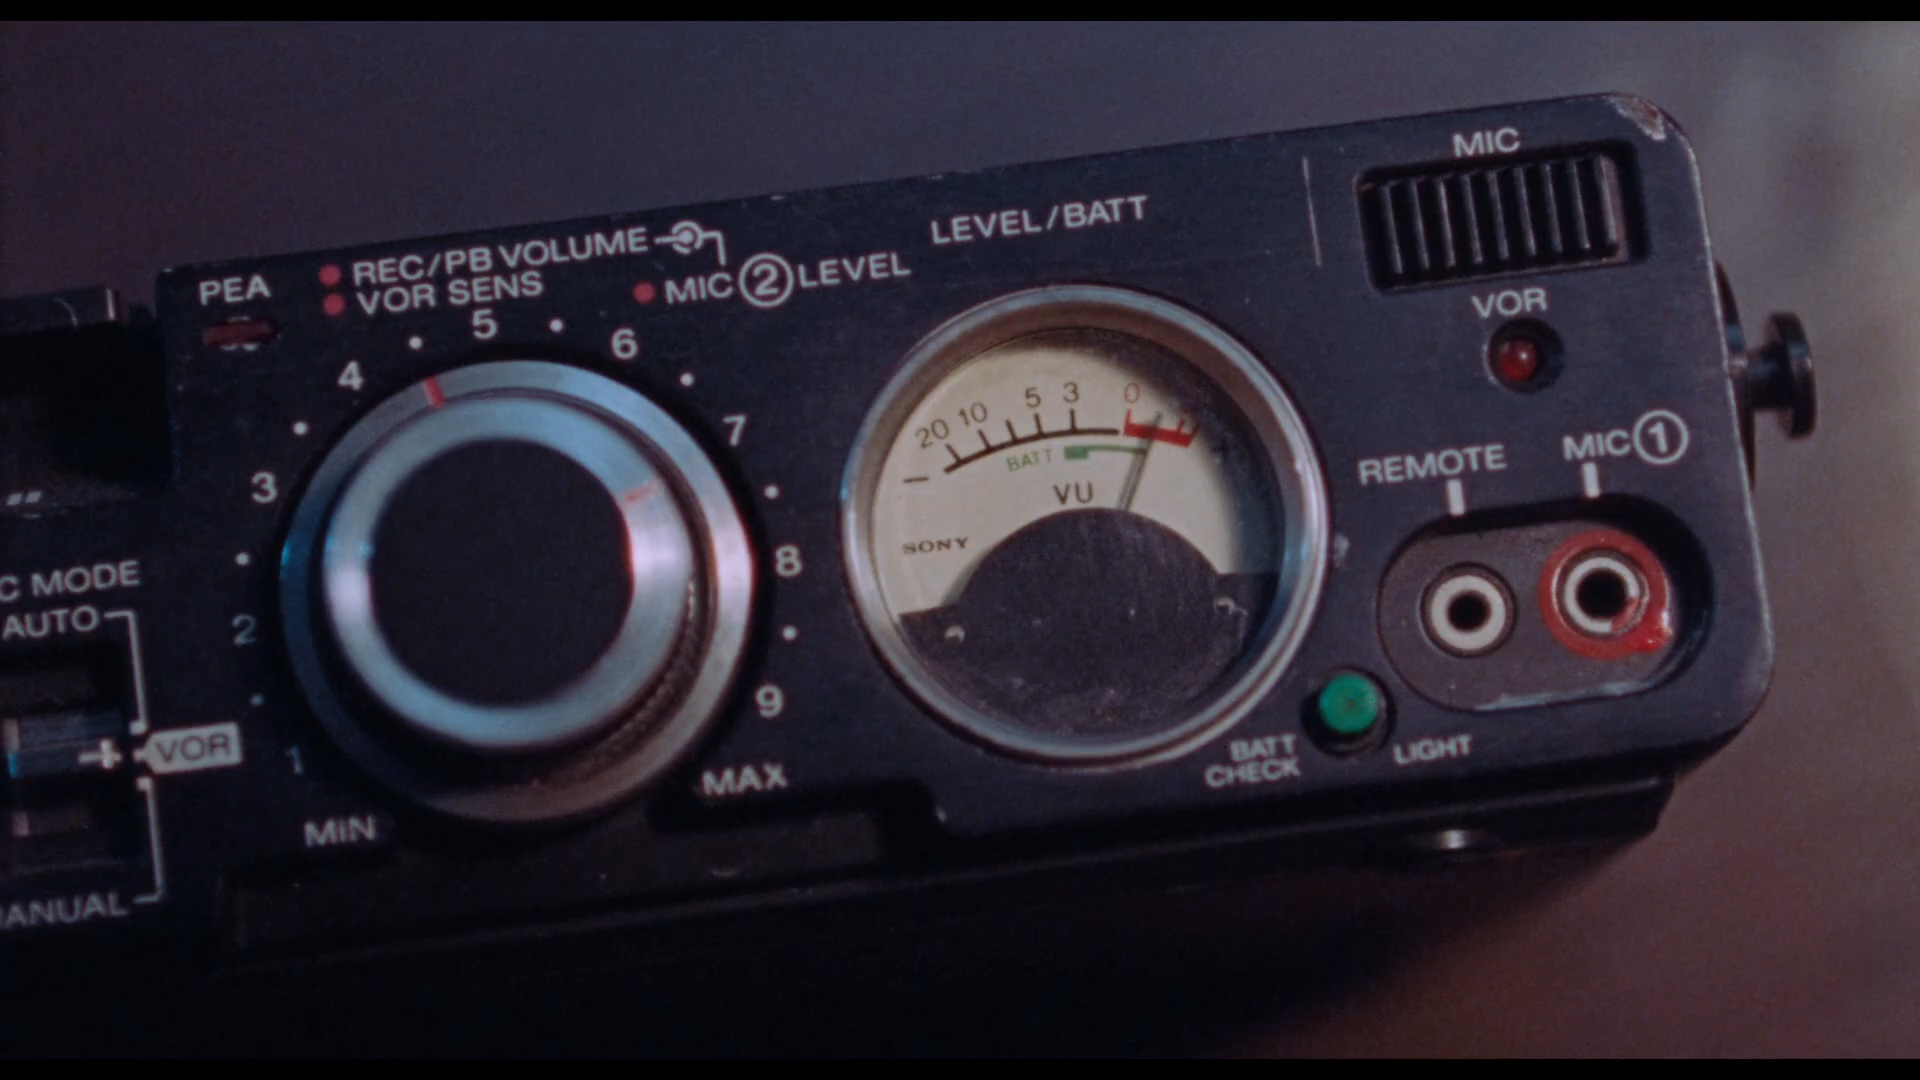 MIC
LEVEL/BATT
PEA
REC/PB VOLUME
VOR SENS
MIC ② LEVEL
VOR
4
5
6
3
7
2
8
1
9
MIN
MAX
20 10 5 3 0
BATT
VU
SONY
REMOTE
MIC ①
C MODE
AUTO
VOR
MANUAL
BATT
CHECK
LIGHT